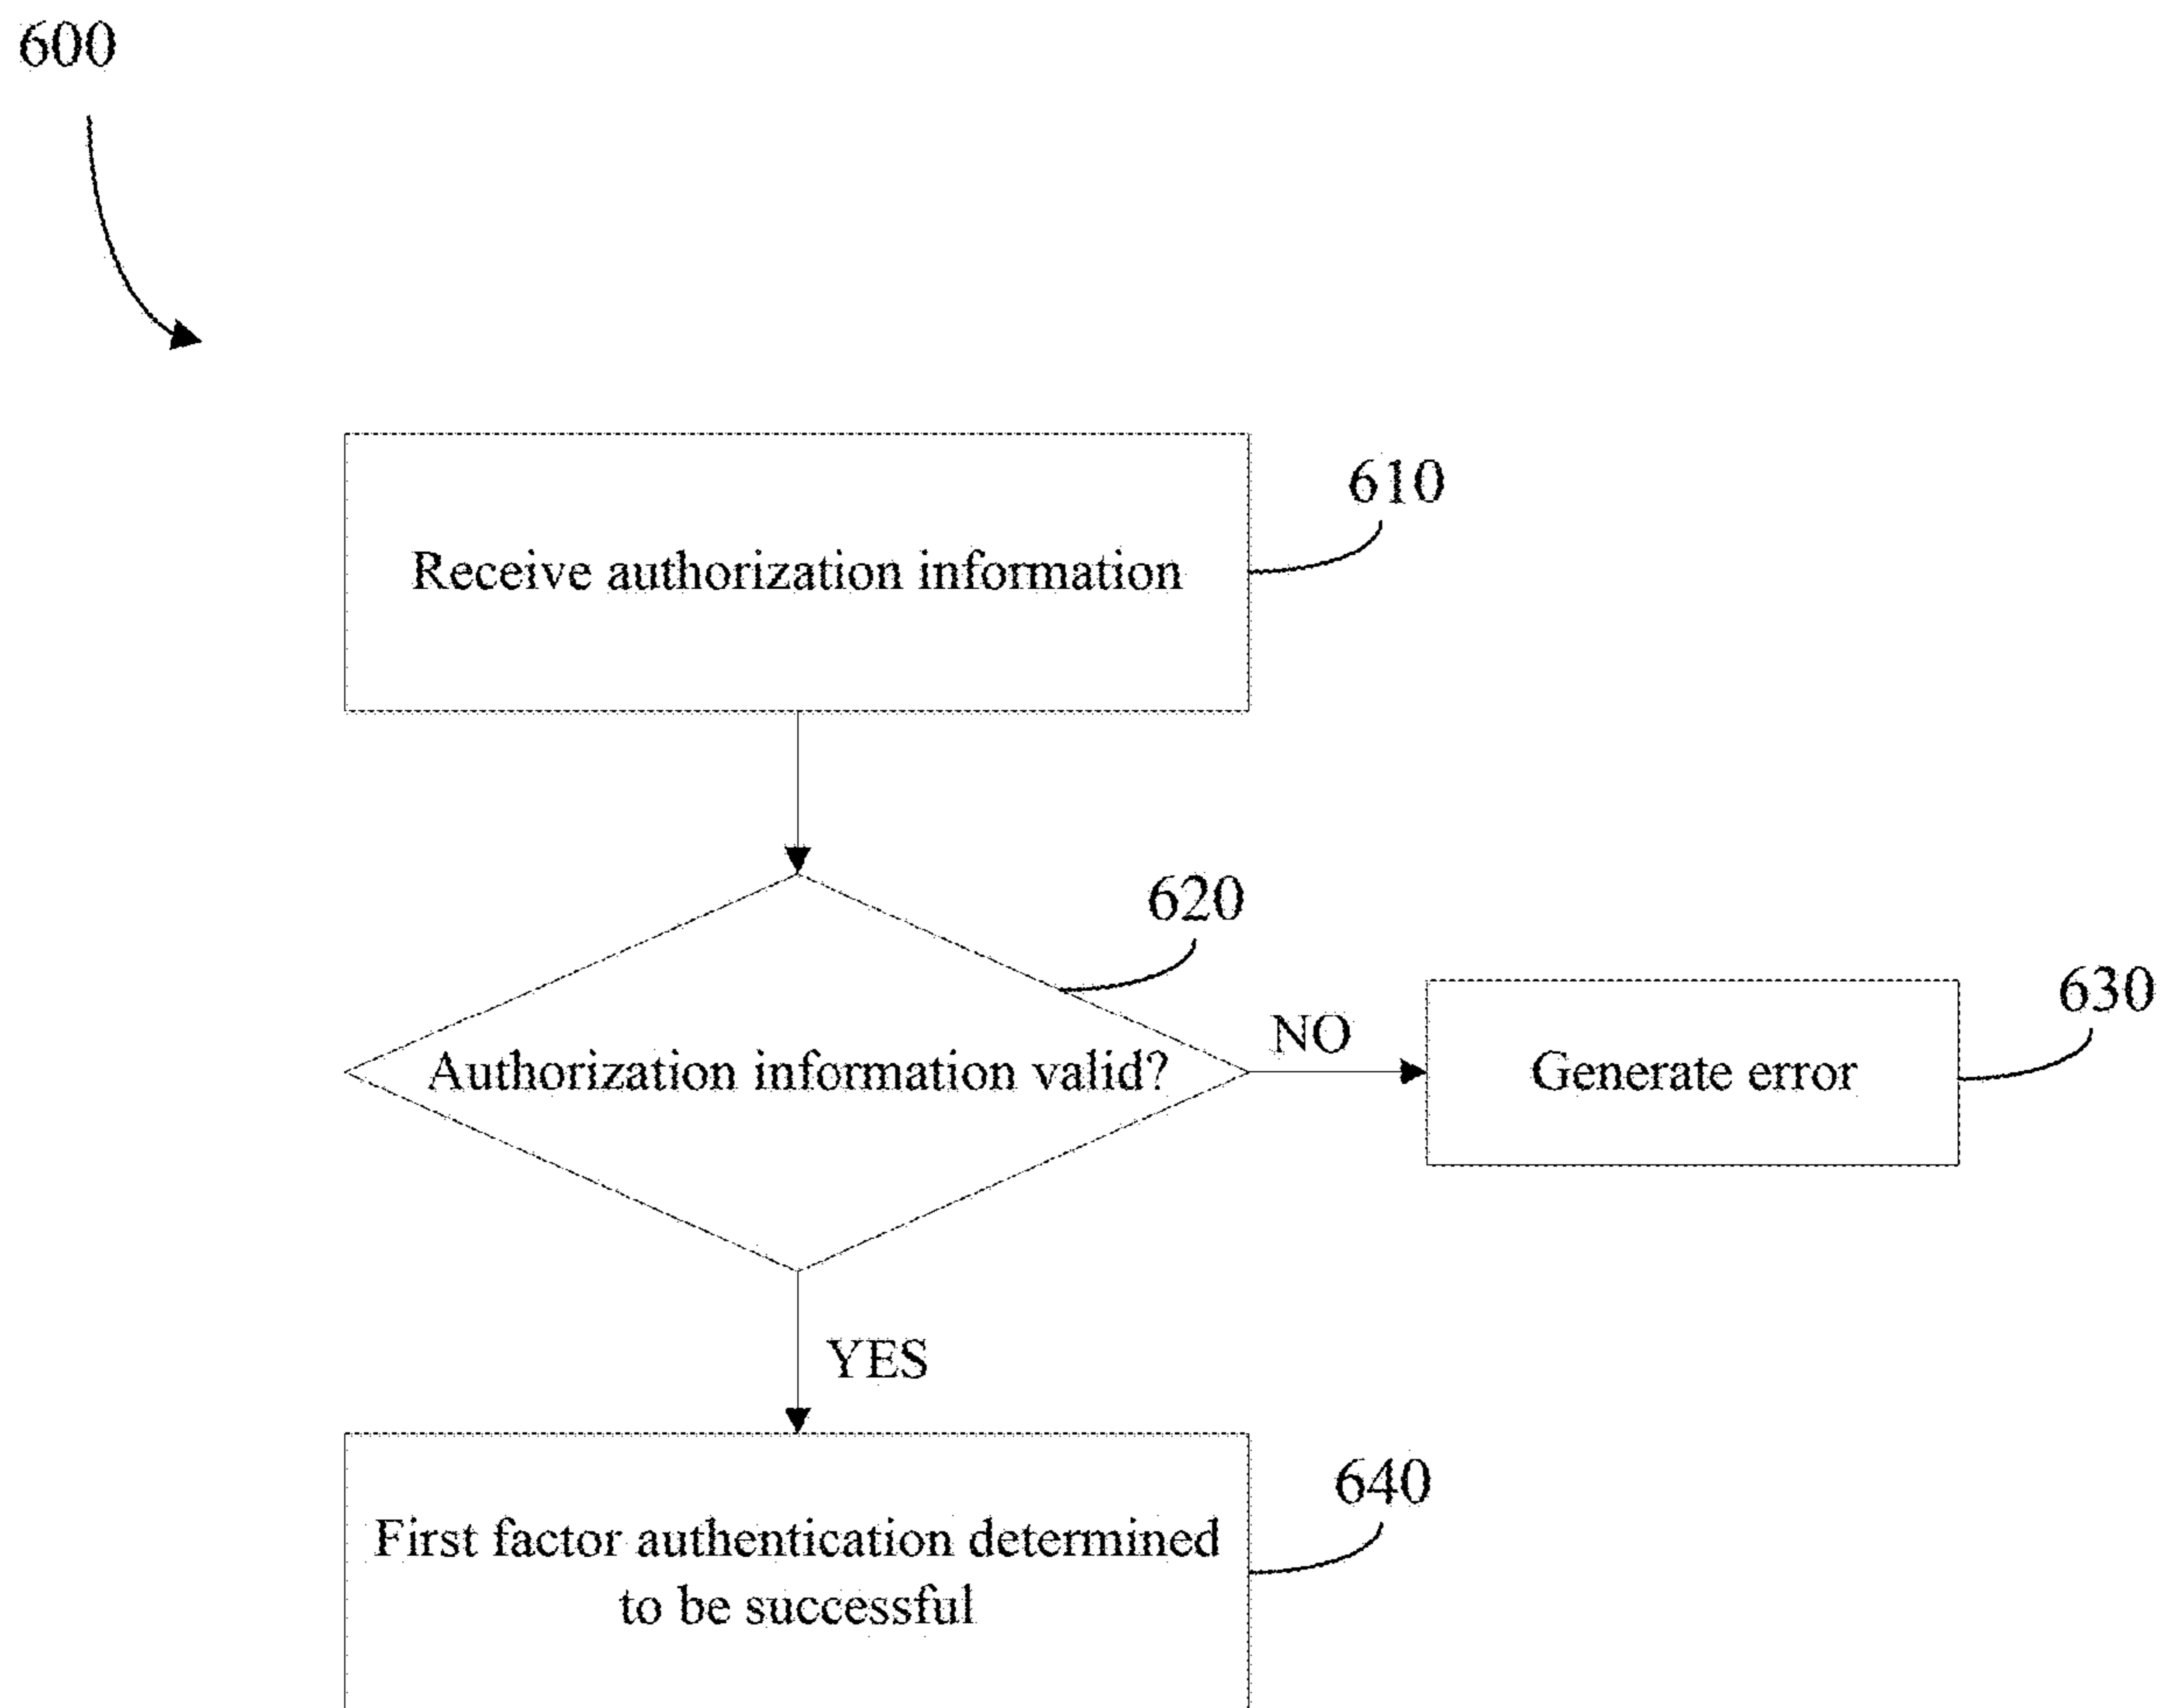 600
610
Receive authorization information
620
NO
630
Authorization information valid?
Generate error
YES
640
First factor authentication determined
to be successful